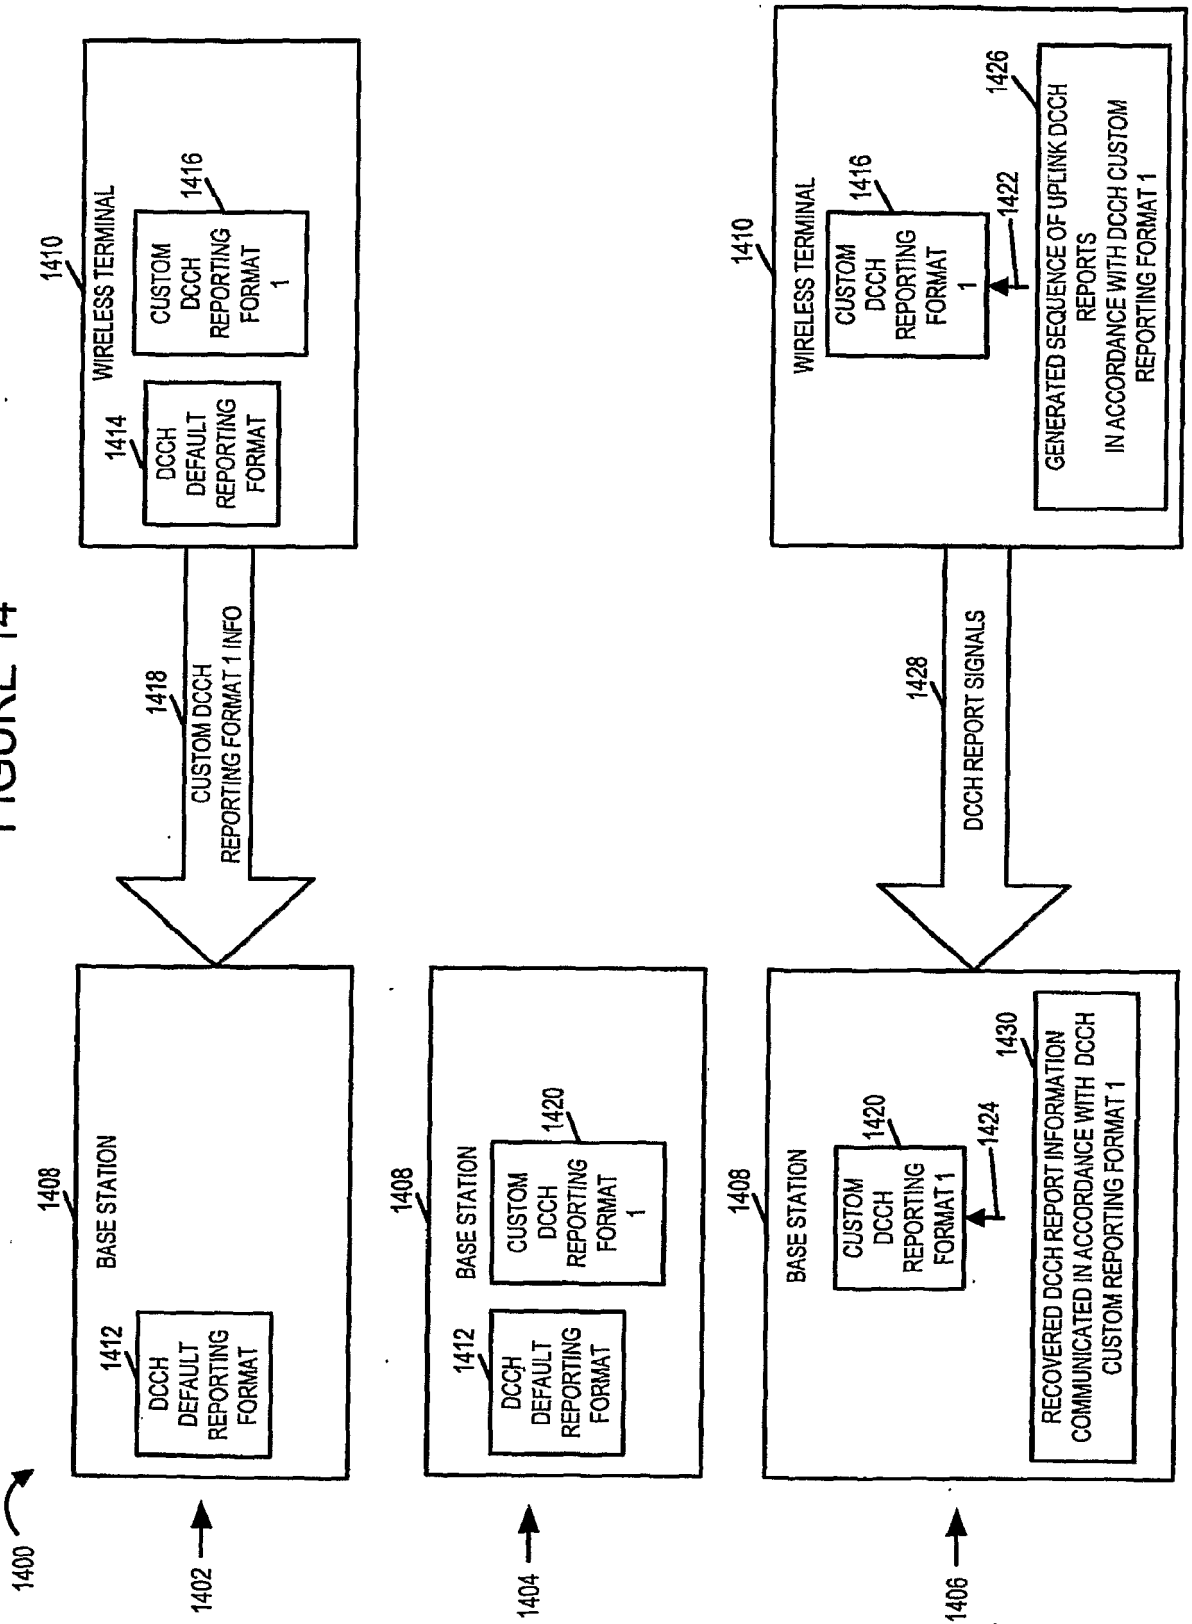 FIGURE 14
1400
1402
1408
BASE STATION
1412
DCCH
DEFAULT
REPORTING
FORMAT
1418
CUSTOM DCCH
REPORTING FORMAT 1 INFO
1410
WIRELESS TERMINAL
1414
DCCH
DEFAULT
REPORTING
FORMAT
1416
CUSTOM
DCCH
REPORTING
FORMAT
1
1404
1408
BASE STATION
1412
DCCH
DEFAULT
REPORTING
FORMAT
1420
CUSTOM
DCCH
REPORTING
FORMAT
1
1406
1408
BASE STATION
1420
CUSTOM
DCCH
REPORTING
FORMAT 1
1424
1430
RECOVERED DCCH REPORT INFORMATION
COMMUNICATED IN ACCORDANCE WITH DCCH
CUSTOM REPORTING FORMAT 1
1428
DCCH REPORT SIGNALS
1410
WIRELESS TERMINAL
1416
CUSTOM
DCCH
REPORTING
FORMAT
1
1422
1426
GENERATED SEQUENCE OF UPLINK DCCH
REPORTS
IN ACCORDANCE WITH DCCH CUSTOM
REPORTING FORMAT 1